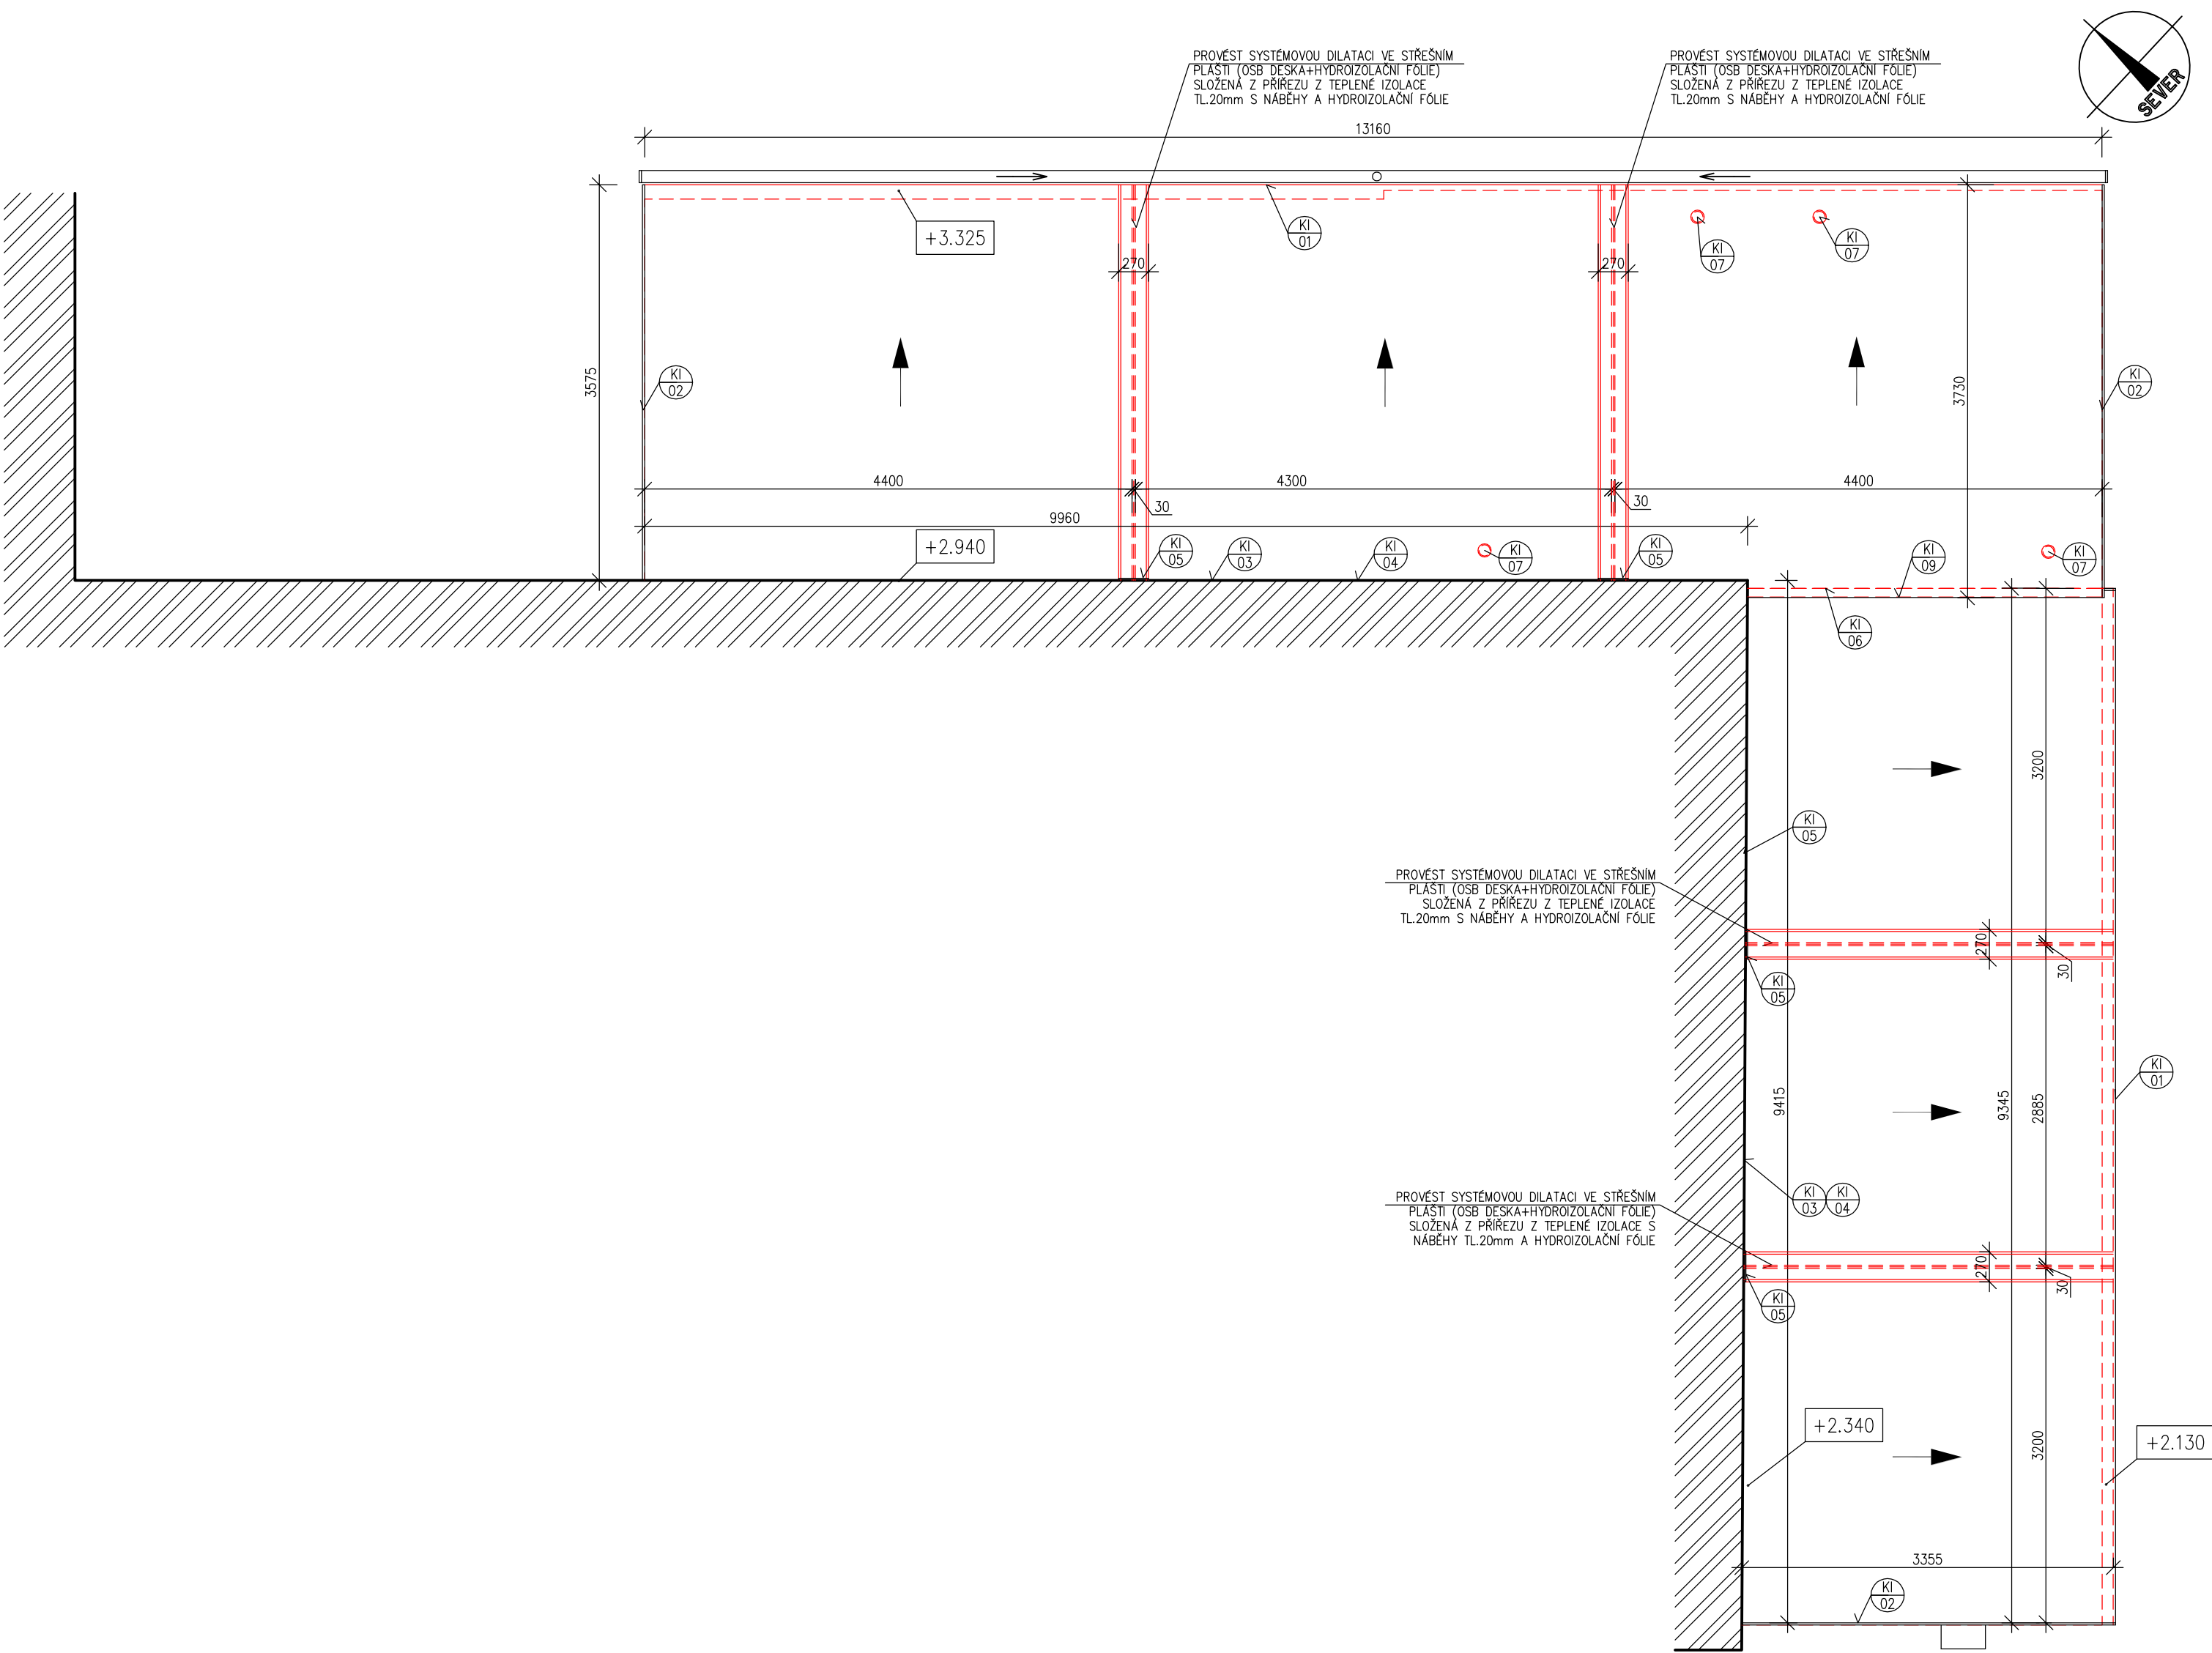 PROVÉST SYSTÉMOVOU DILATACI VE STŘEŠNÍM
PLÁŠTI (OSB DESKA+HYDROIZOLAČNÍ FÓLIE)
SLOŽENÁ Z PŘÍŘEZU Z TEPLENÉ IZOLACE
TL.20mm S NÁBĚHY A HYDROIZOLAČNÍ FÓLIE
PROVÉST SYSTÉMOVOU DILATACI VE STŘEŠNÍM
PLÁŠTI (OSB DESKA+HYDROIZOLAČNÍ FÓLIE)
SLOŽENÁ Z PŘÍŘEZU Z TEPLENÉ IZOLACE
TL.20mm S NÁBĚHY A HYDROIZOLAČNÍ FÓLIE
SEVER
13160
+3.325
KI
01
KI
07
KI
07
270
270
3575
KI
02
3730
KI
02
4400
4300
4400
30
30
9960
+2.940
KI
05
KI
03
KI
04
KI
07
KI
05
KI
09
KI
07
KI
06
3200
KI
05
PROVÉST SYSTÉMOVOU DILATACI VE STŘEŠNÍM
PLÁŠTI (OSB DESKA+HYDROIZOLAČNÍ FÓLIE)
SLOŽENÁ Z PŘÍŘEZU Z TEPLENÉ IZOLACE
TL.20mm S NÁBĚHY A HYDROIZOLAČNÍ FÓLIE
270
30
KI
05
9415
9345
2885
KI
01
KI
03
KI
04
PROVÉST SYSTÉMOVOU DILATACI VE STŘEŠNÍM
PLÁŠTI (OSB DESKA+HYDROIZOLAČNÍ FÓLIE)
SLOŽENÁ Z PŘÍŘEZU Z TEPLENÉ IZOLACE S
NÁBĚHY TL.20mm A HYDROIZOLAČNÍ FÓLIE
270
30
KI
05
+2.340
3200
+2.130
3355
KI
02